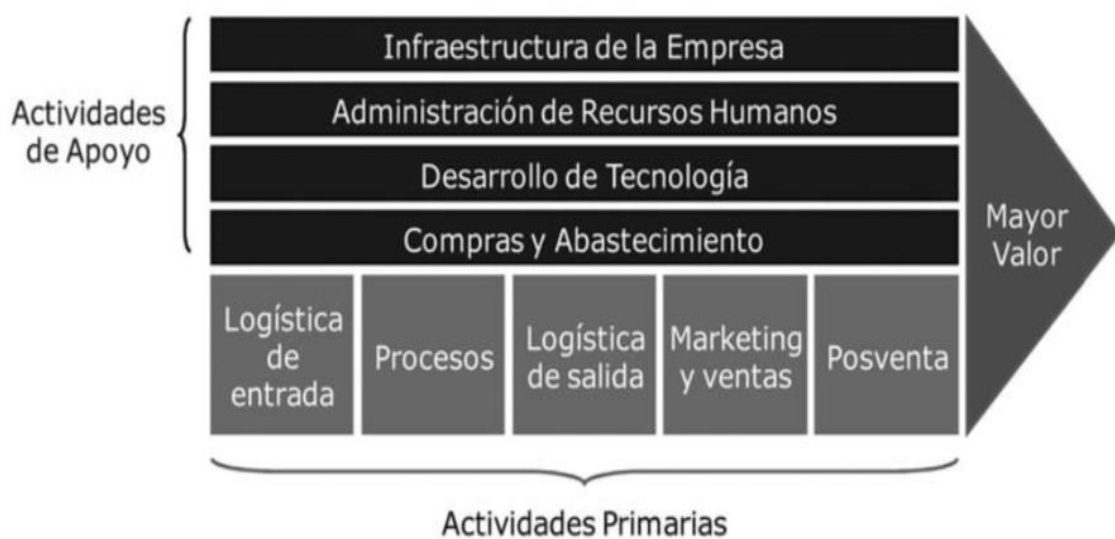 Actividades
de Apoyo
Infraestructura de la Empresa
Administración de Recursos Humanos
Desarrollo de Tecnología
Compras y Abastecimiento
Logística
de
entrada
Procesos
Logística
de salida
Marketing
y ventas
Posventa
Mayor
Valor
Actividades Primarias